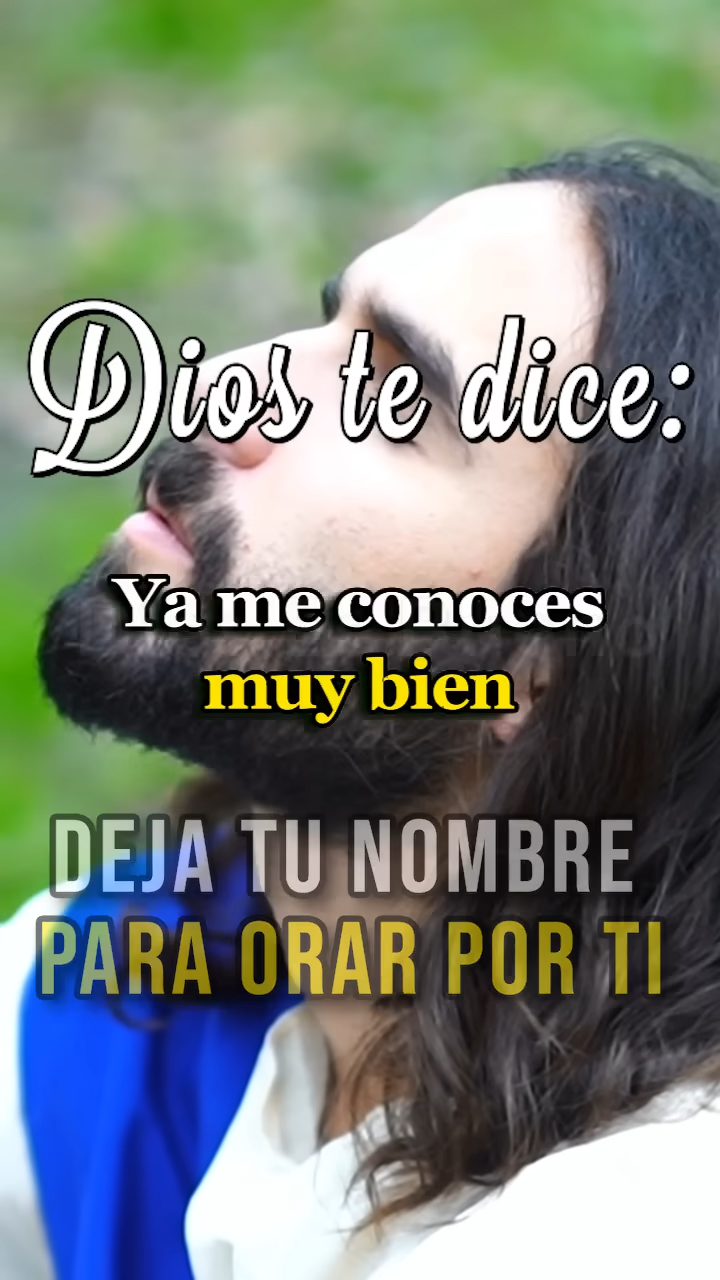 Dios te dice:
Ya me conoces
muy bien
DEJA TU NOMBRE
PARA ORAR POR TI